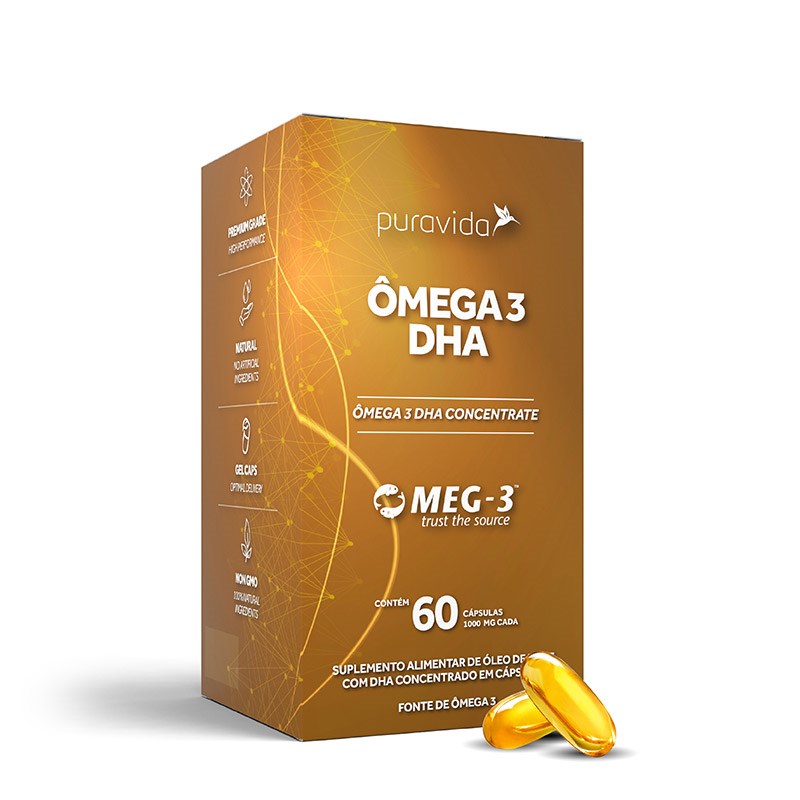 PREMIUM GRADE
HIGH PERFORMANCE
NATURAL
NO ARTIFICIAL
INGREDIENTS
GEL CAPS
OPTIMAL DELIVERY
NON GMO
100% NATURAL
INGREDIENTS
puravida
ÔMEGA 3
DHA
ÔMEGA 3 DHA CONCENTRATE
MEG-3™
trust the source
CONTÉM 60 CÁPSULAS
1000 MG CADA
SUPLEMENTO ALIMENTAR DE ÓLEO DE
COM DHA CONCENTRADO EM
FONTE DE ÔMEGA 3